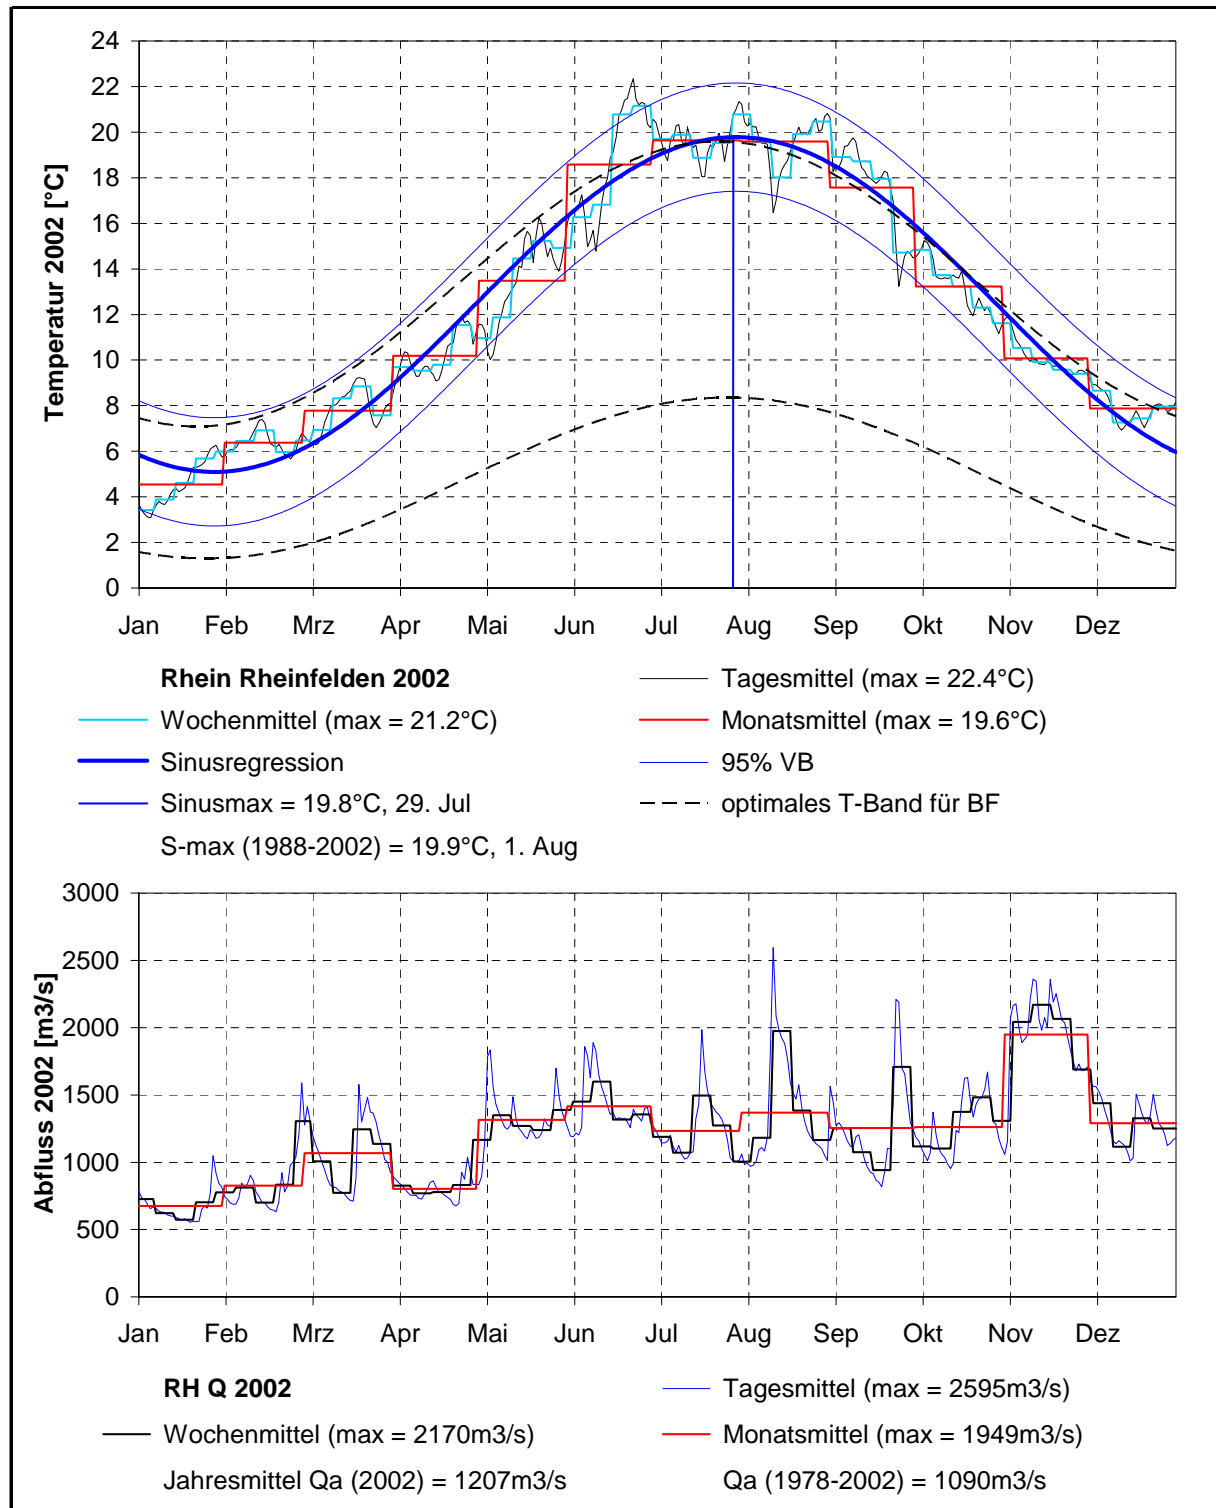 Temperatur 2002 [°C]
24
22
20
18
16
14
12
10
8
6
4
2
0
Jan Feb Mrz Apr Mai Jun Jul Aug Sep Okt Nov Dez
Rhein Rheinfelden 2002
Tagesmittel (max = 22.4°C)
Wochenmittel (max = 21.2°C)
Monatsmittel (max = 19.6°C)
Sinusregression
95% VB
Sinusmax = 19.8°C, 29. Jul
optimales T-Band für BF
S-max (1988-2002) = 19.9°C, 1. Aug
Abfluss 2002 [m3/s]
3000
2500
2000
1500
1000
500
0
Jan Feb Mrz Apr Mai Jun Jul Aug Sep Okt Nov Dez
RH Q 2002
Tagesmittel (max = 2595m3/s)
Wochenmittel (max = 2170m3/s)
Monatsmittel (max = 1949m3/s)
Jahresmittel Qa (2002) = 1207m3/s
Qa (1978-2002) = 1090m3/s